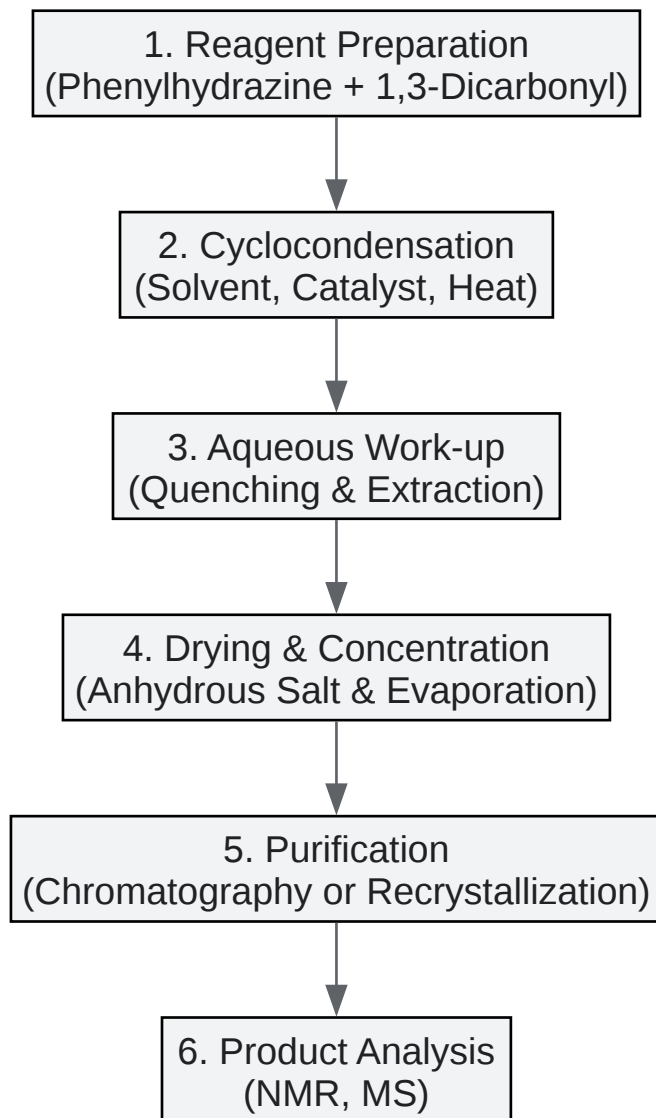 1. Reagent Preparation
(Phenylhydrazine + 1,3-Dicarbonyl)
2. Cyclocondensation
(Solvent, Catalyst, Heat)
3. Aqueous Work-up
(Quenching & Extraction)
4. Drying & Concentration
(Anhydrous Salt & Evaporation)
5. Purification
(Chromatography or Recrystallization)
6. Product Analysis
(NMR, MS)